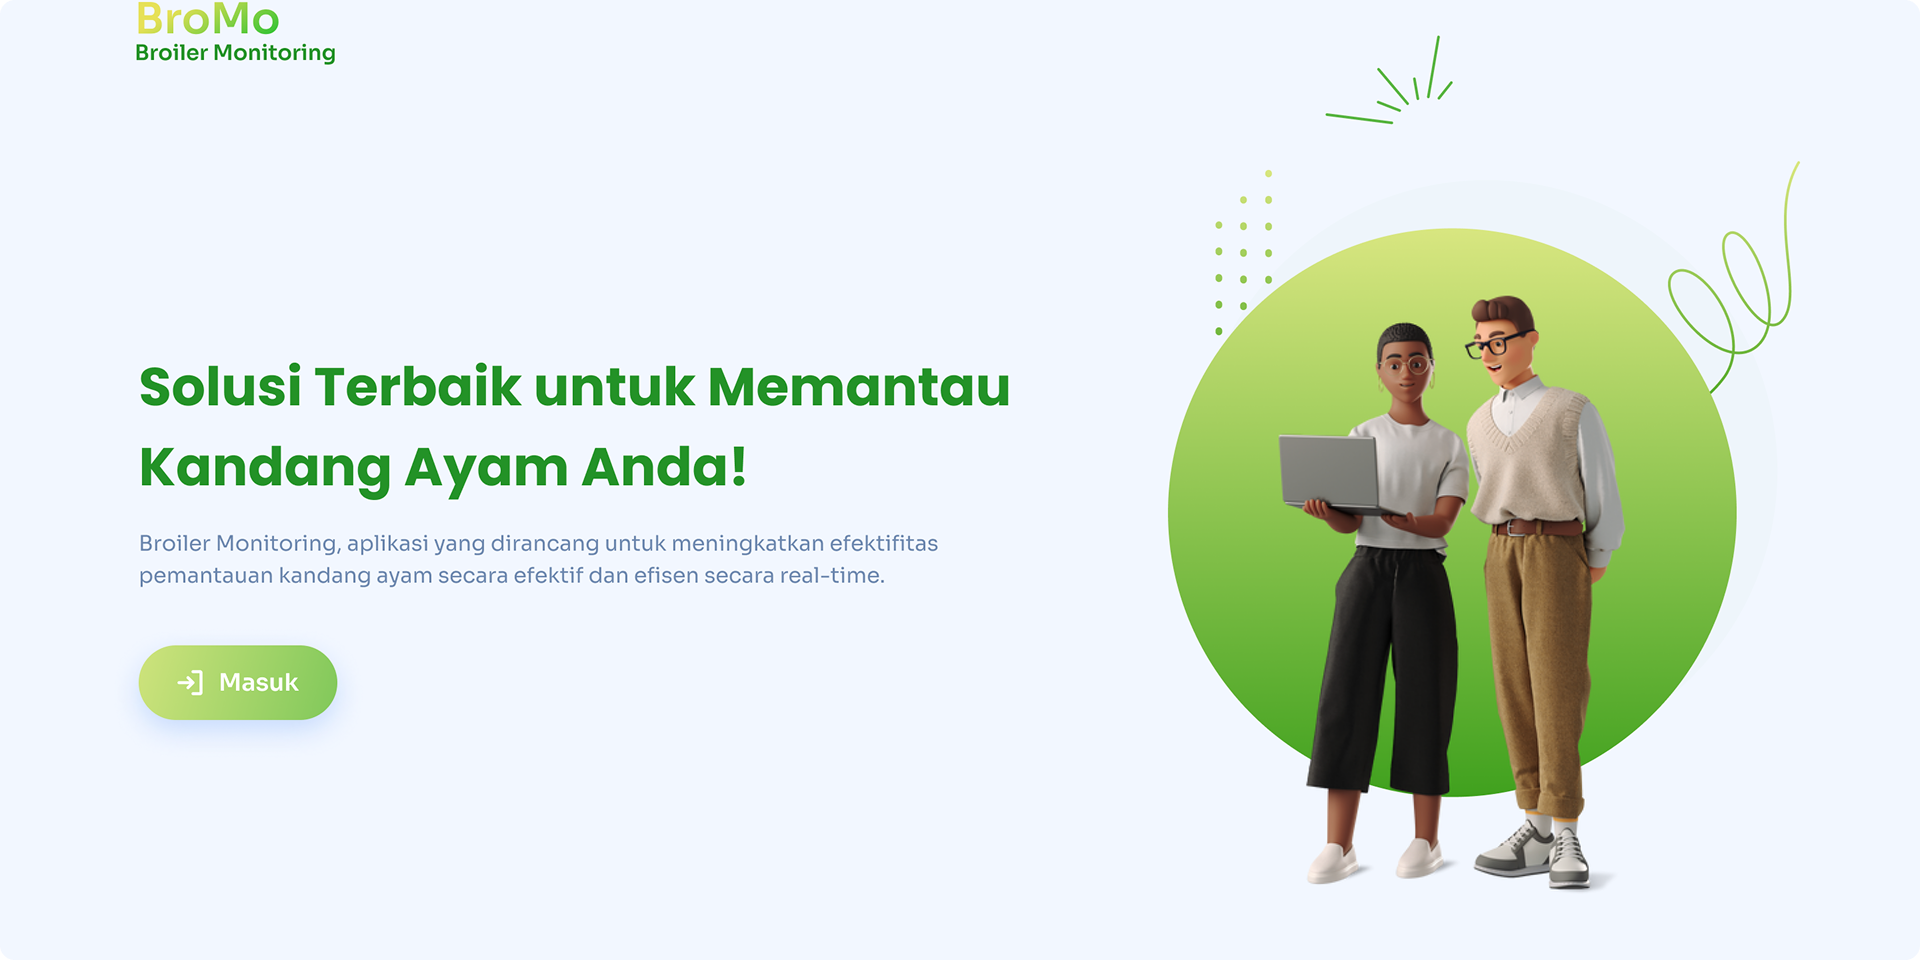 BroMo
Broiler Monitoring
Solusi Terbaik untuk Memantau
Kandang Ayam Anda!
Broiler Monitoring, aplikasi yang dirancang untuk meningkatkan efektifitas
pemantauan kandang ayam secara efektif dan efisen secara real-time.
Masuk